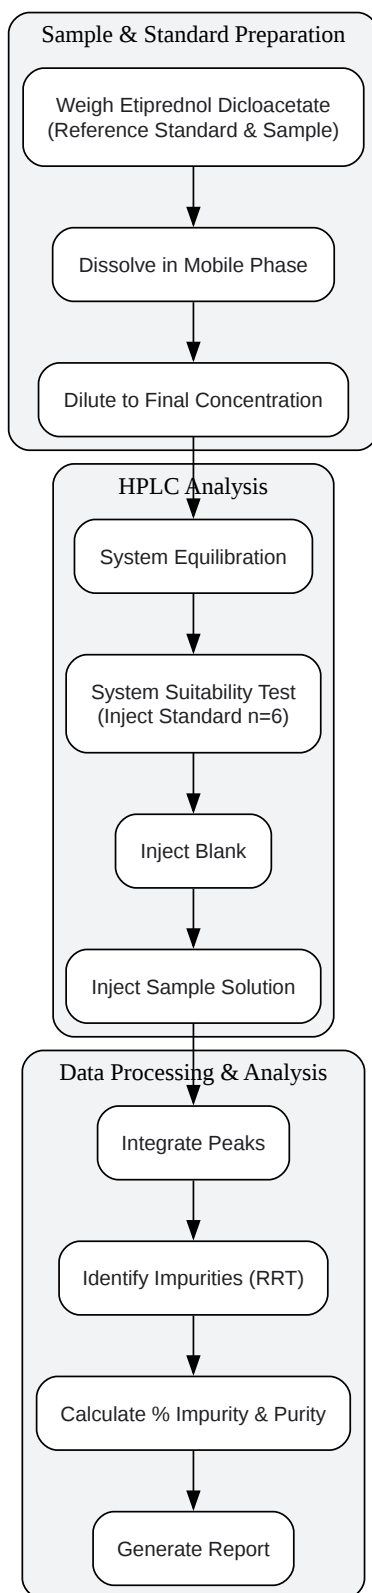 Sample & Standard Preparation
Weigh Etiprednol Dicloacetate
(Reference Standard & Sample)
Dissolve in Mobile Phase
Dilute to Final Concentration
HPLC Analysis
System Equilibration
System Suitability Test
(Inject Standard n=6)
Inject Blank
Inject Sample Solution
Data Processing & Analysis
Integrate Peaks
Identify Impurities (RRT)
Calculate % Impurity & Purity
Generate Report